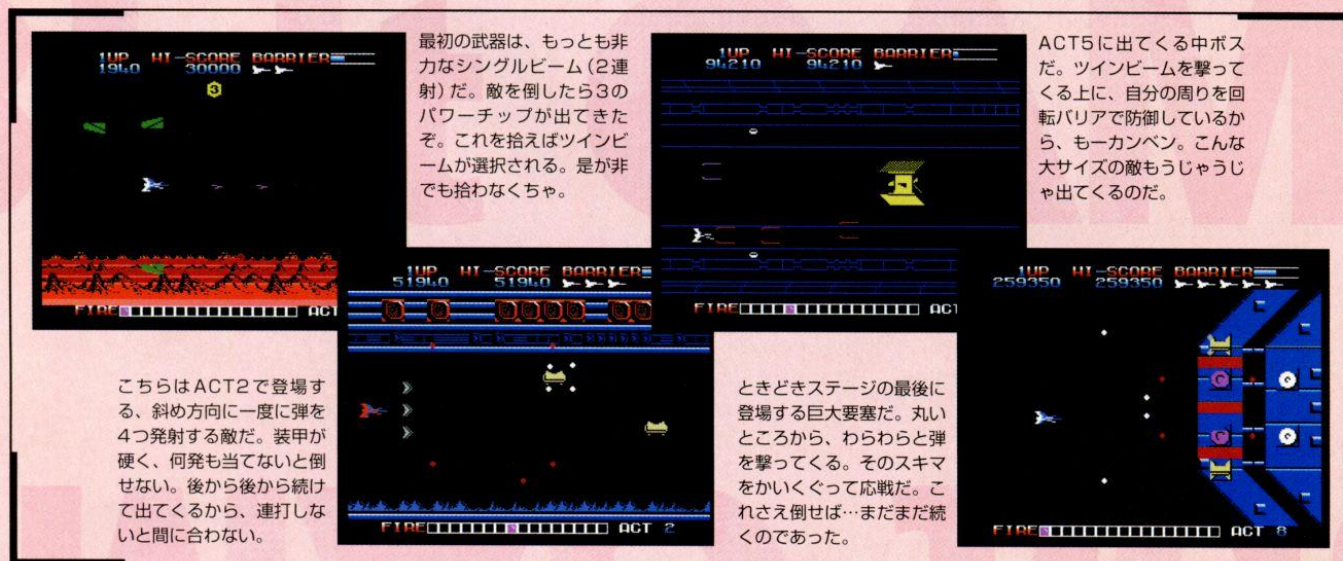 1UP HI-SCORE BARRIER
1940 30000
3
FIRE ACT
最初の武器は、もっとも非
力なシングルビーム(2連
射)だ。敵を倒したら3の
パワーチップが出てきた
ぞ。これを拾えばツインビ
ームが選択される。是が非
でも拾わなくちゃ。
1UP HI-SCORE BARRIER
94210 94210
FIRE ACT
ACT5に出てくる中ボス
だ。ツインビームを撃って
くる上に、自分の周りを回
転バリアで防御しているか
ら、もーカンベン。こんな
大サイズの敵もうじゃうじ
ゃ出てくるのだ。
こちらはACT2で登場す
る、斜め方向に一度に弾を
4つ発射する敵だ。装甲が
硬く、何発も当てないと倒
せない。後から後から続け
て出てくるから、連打しな
いと間に合わない。
1UP HI-SCORE BARRIER
51940 51940
FIRE ACT 2
ときどきステージの最後に
登場する巨大要塞だ。丸い
ところから、わらわらと弾
を撃ってくる。そのスキマ
をかいくぐって応戦だ。こ
れさえ倒せば…まだまだ続
くのであった。
1UP HI-SCORE BARRIER
259350 259350
FIRE ACT 8